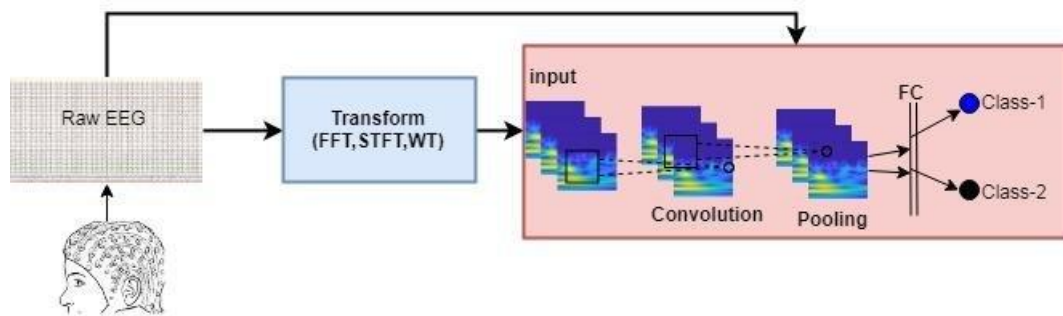 Raw EEG
Transform
(FFT,STFT,WT)
input
Convolution
Pooling
FC
Class-1
Class-2